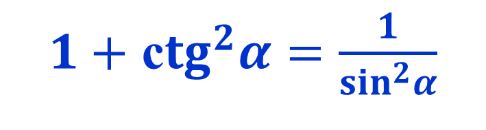 1 + ctg²α = 1/sin²α